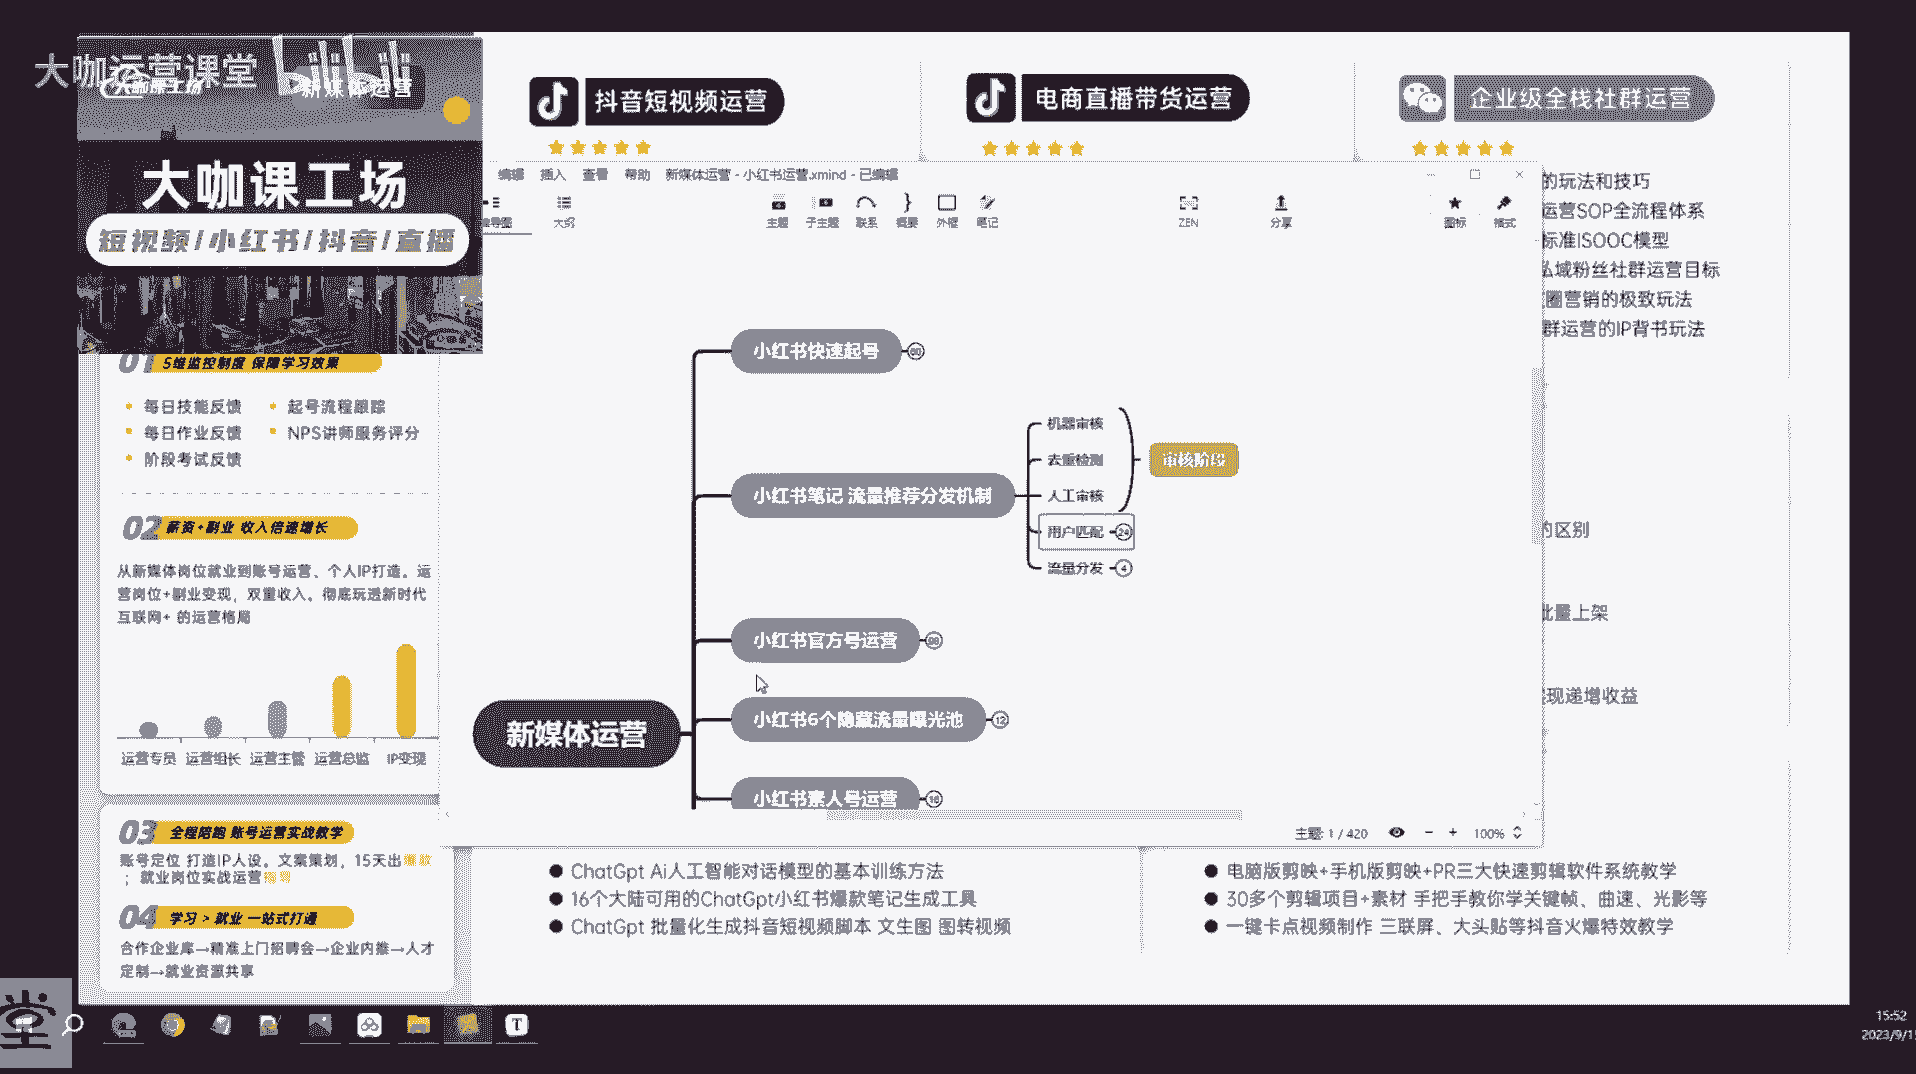 大咖运营课堂
大咖课工场
新媒体运营
大咖课工场
短视频/小红书/抖音/直播
抖音短视频运营
电商直播带货运营
企业级全栈社群运营
编辑 插入 查看 帮助 新媒体运营 - 小红书运营.xmind - 已编辑
大纲 主题 子主题 联系 概要 外框 笔记 ZEN 分享 图标 格式
小红书快速起号
小红书笔记 流量推荐分发机制
机器审核
去重检测
人工审核
审核阶段
用户匹配 24
流量分发 4
小红书官方号运营 98
小红书6个隐藏流量曝光池 12
新媒体运营
小红书素人号运营 16
主题: 1 / 420 100%
的玩法和技巧
运营SOP全流程体系
标准ISOOC模型
私域粉丝社群运营目标
圈营销的极致玩法
群运营的IP背书玩法
的区别
批量上架
现递增收益
01 5维监控制度 保障学习效果
每日技能反馈 起号流程跟踪
每日作业反馈 NPS讲师服务评分
阶段考试反馈
02 薪资+副业 收入倍速增长
从新媒体岗位就业到账号运营、个人IP打造。运
营岗位+副业变现，双重收入。彻底玩透新时代
互联网+ 的运营格局
运营专员 运营组长 运营主管 运营总监 IP变现
03 全程陪跑 账号运营实战教学
账号定位 打造IP人设。文案策划，15天出爆款
；就业岗位实战运营指导
04 学习 > 就业 一站式打通
合作企业库→精准上门招聘会→企业内推→人才
定制→就业资源共享
ChatGpt Ai人工智能对话模型的基本训练方法
16个大陆可用的ChatGpt小红书爆款笔记生成工具
ChatGpt 批量化生成抖音短视频脚本 文生图 图转视频
电脑版剪映+手机版剪映+PR三大快速剪辑软件系统教学
30多个剪辑项目+素材 手把手教你学关键帧、曲速、光影等
一键卡点视频制作 三联屏、大头贴等抖音火爆特效教学
堂
T
15:52